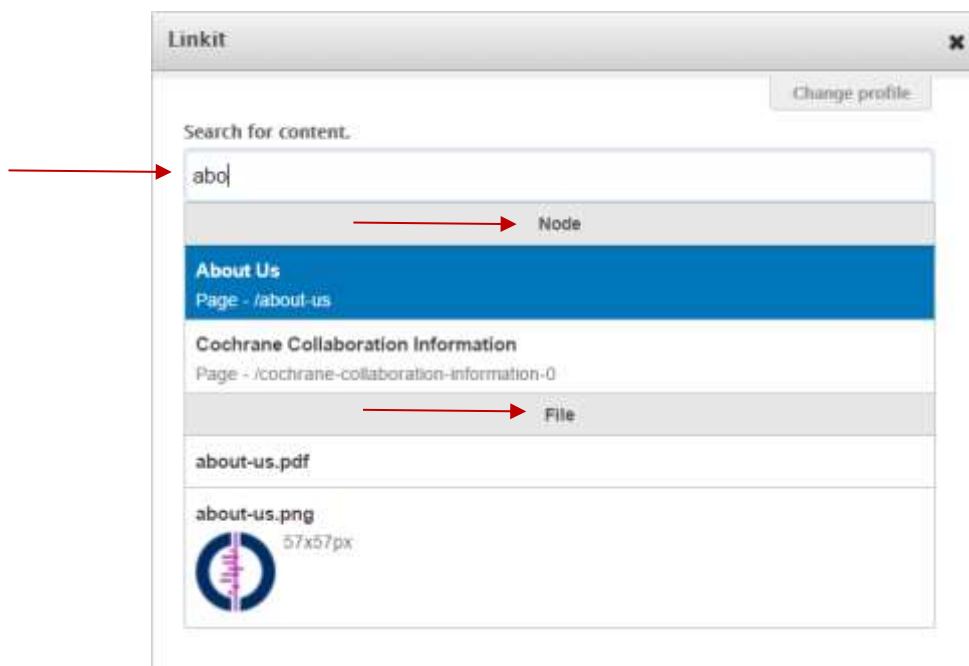 Linkit
Change profile
Search for content.
abo
Node
About Us
Page - /about-us
Cochrane Collaboration Information
Page - /cochrane-collaboration-information-0
File
about-us.pdf
about-us.png
57x57px